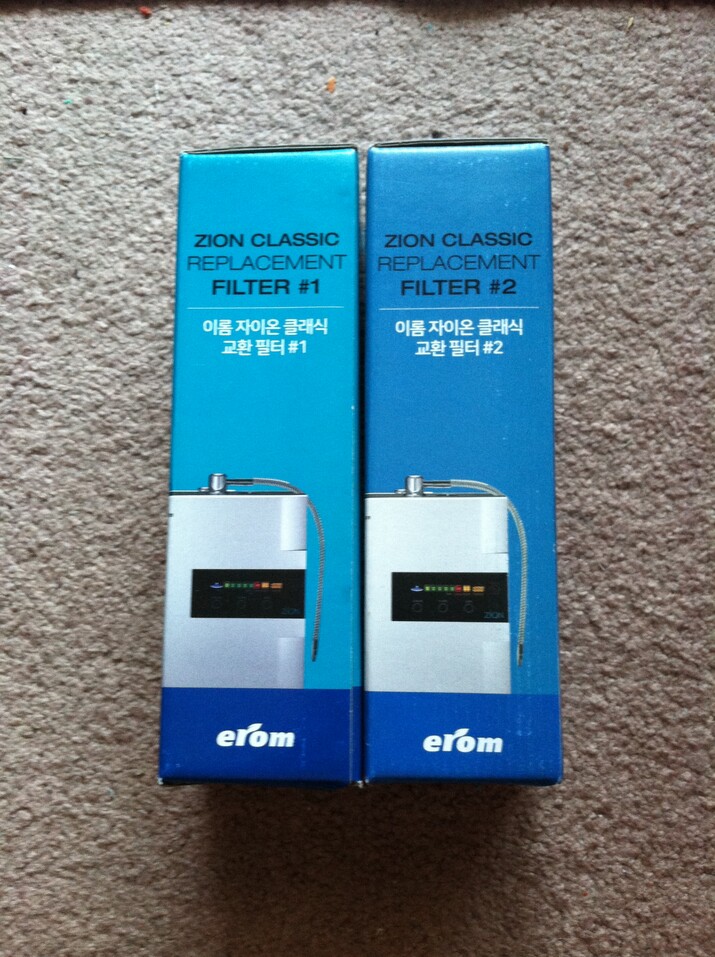 ZION CLASSIC
REPLACEMENT
FILTER #1
이롬 자이온 클래식
교환 필터 #1
ZION
erom
ZION CLASSIC
REPLACEMENT
FILTER #2
이롬 자이온 클래식
교환 필터 #2
ZION
erom